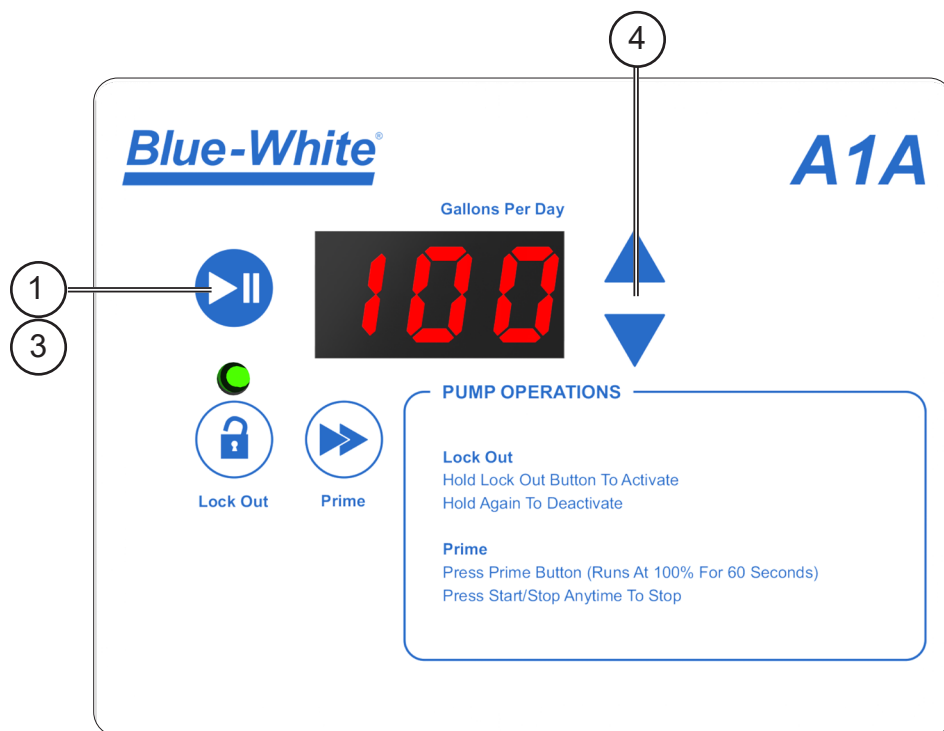 4
Blue-White®
A1A
Gallons Per Day
100
1
3
PUMP OPERATIONS
Lock Out
Hold Lock Out Button To Activate
Hold Again To Deactivate
Lock Out
Prime
Prime
Press Prime Button (Runs At 100% For 60 Seconds)
Press Start/Stop Anytime To Stop